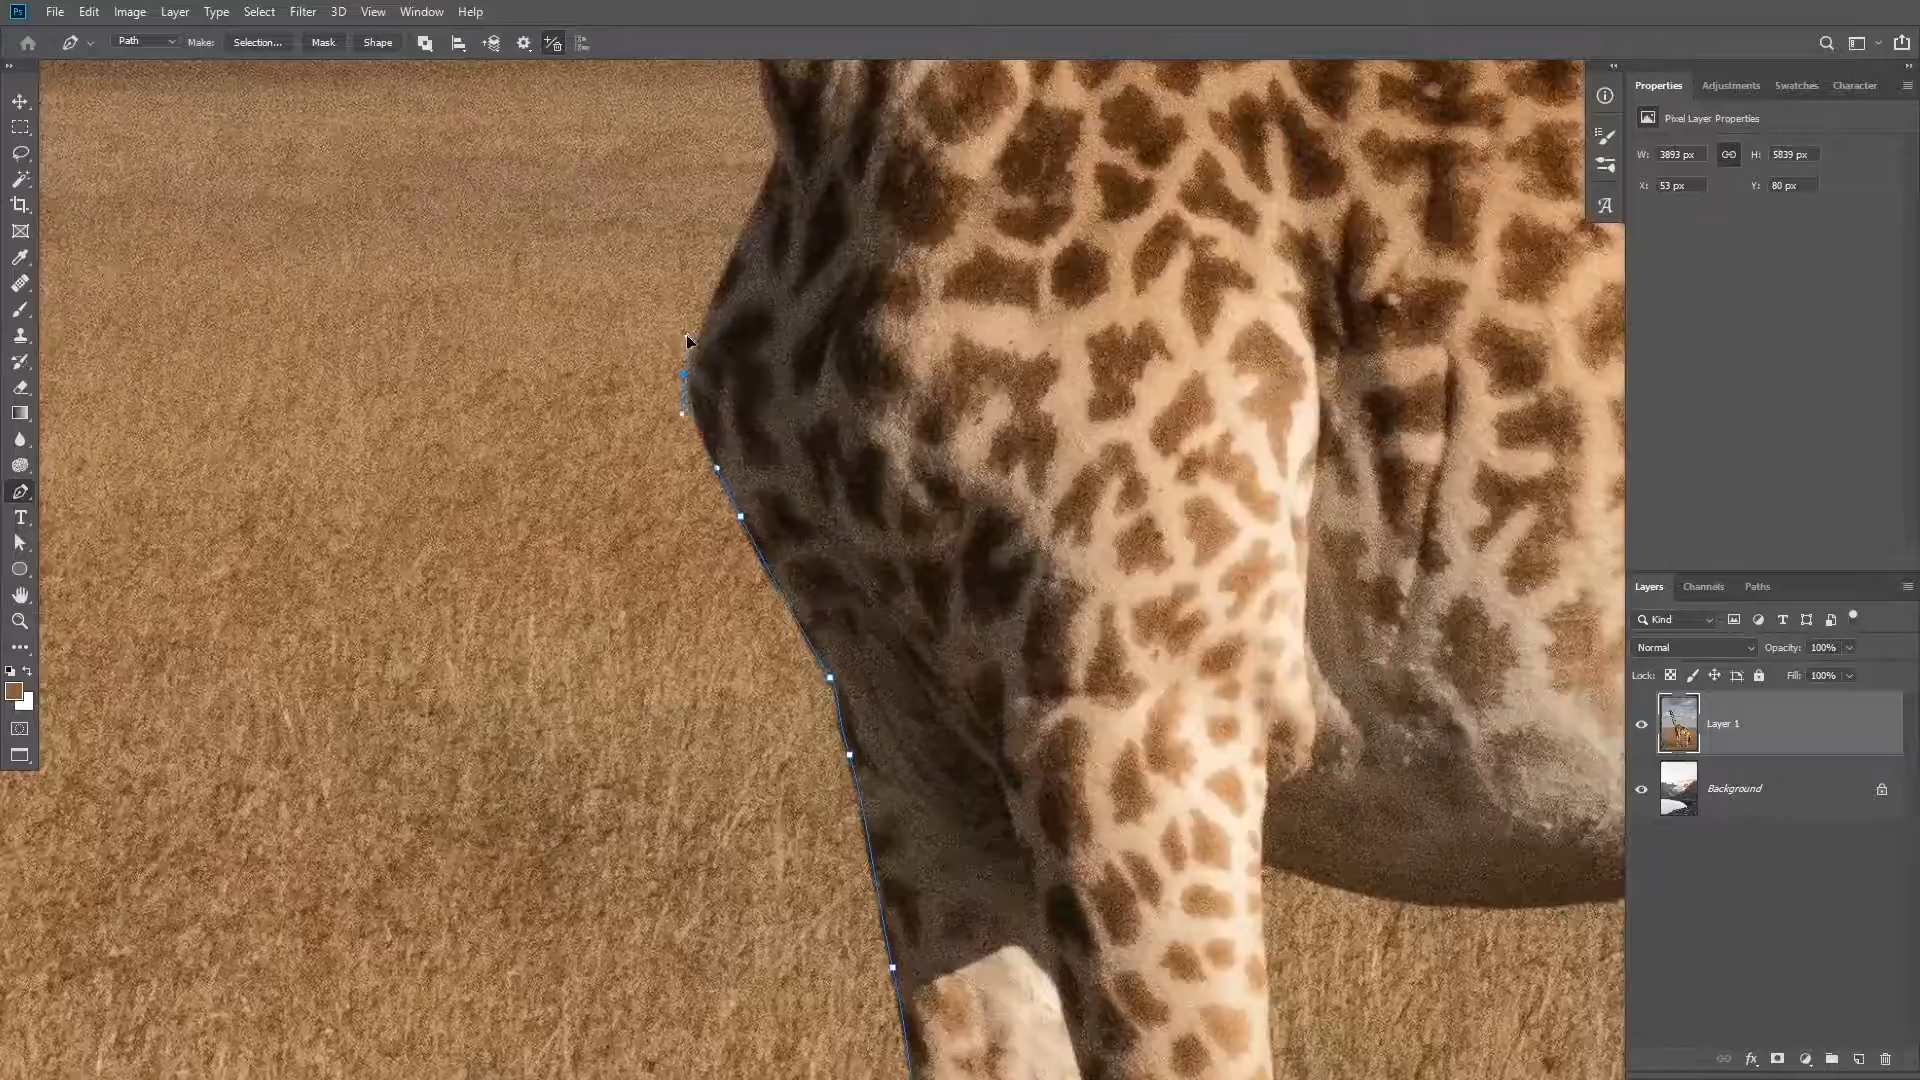 Ps File Edit Image Layer Type Select Filter 3D View Window Help
Path Make: Selection... Mask Shape
Properties Adjustments Swatches Character
Pixel Layer Properties
W: 3893 px H: 5839 px
X: 53 px Y: 80 px
Layers Channels Paths
Kind
Normal Opacity: 100%
Lock: Fill: 100%
Layer 1
Background
fx